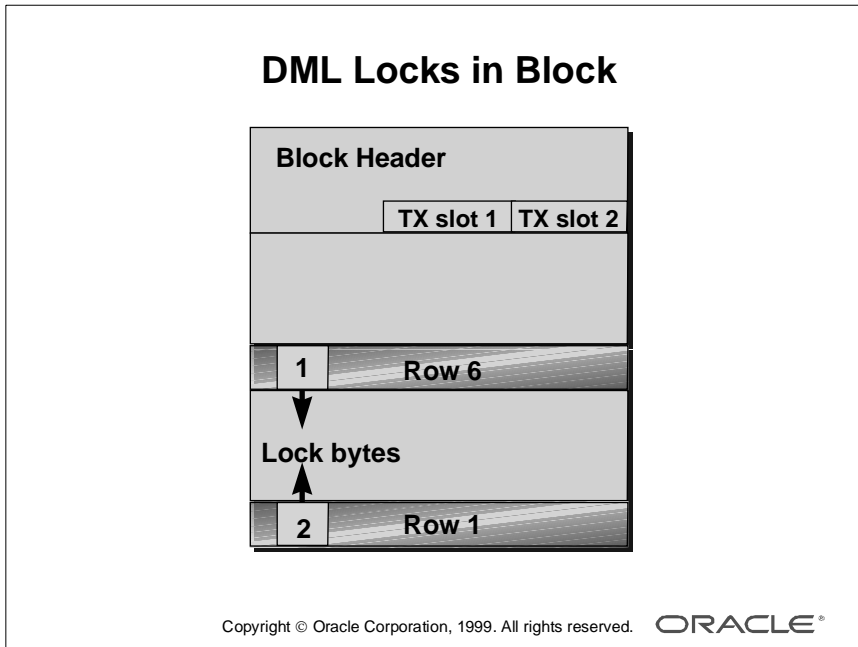 DML Locks in Block
Block Header
TX slot 1 TX slot 2
1 Row 6
Lock bytes
2 Row 1
Copyright © Oracle Corporation, 1999. All rights reserved. ORACLE®